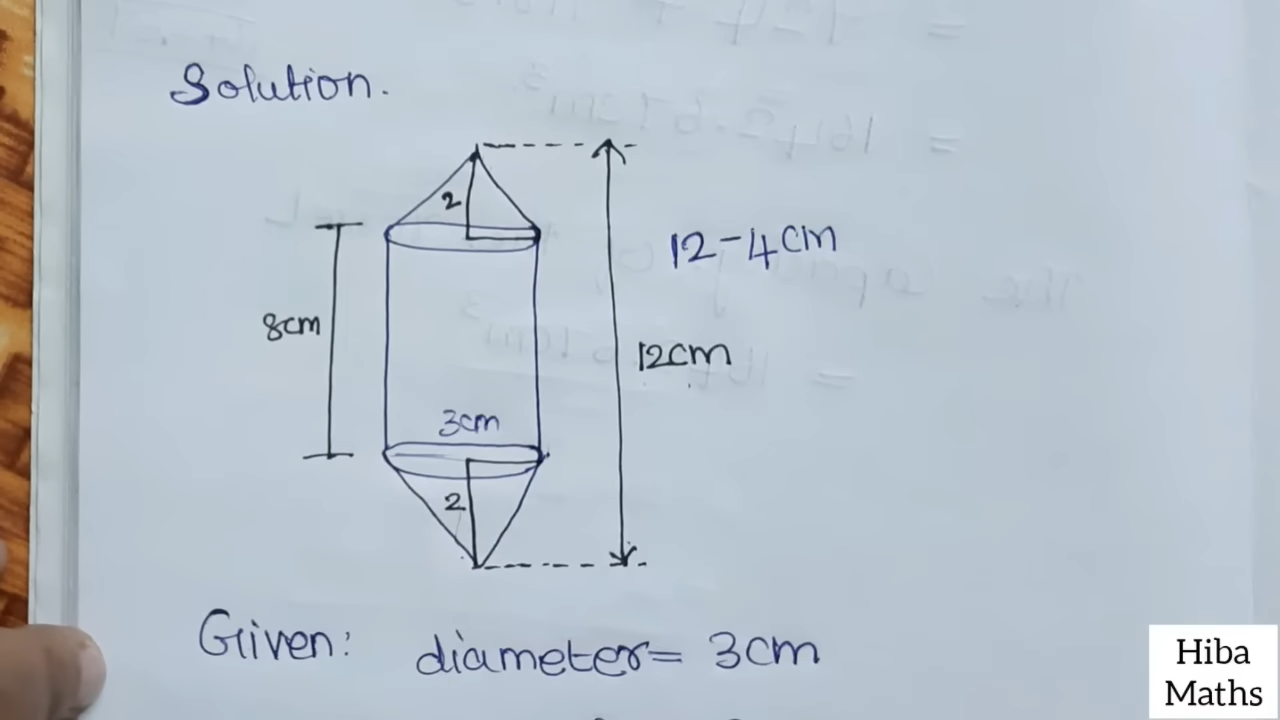 Solution.
2
12-4cm
8cm
12cm
3cm
2
Given: diameter= 3cm
Hiba
Maths